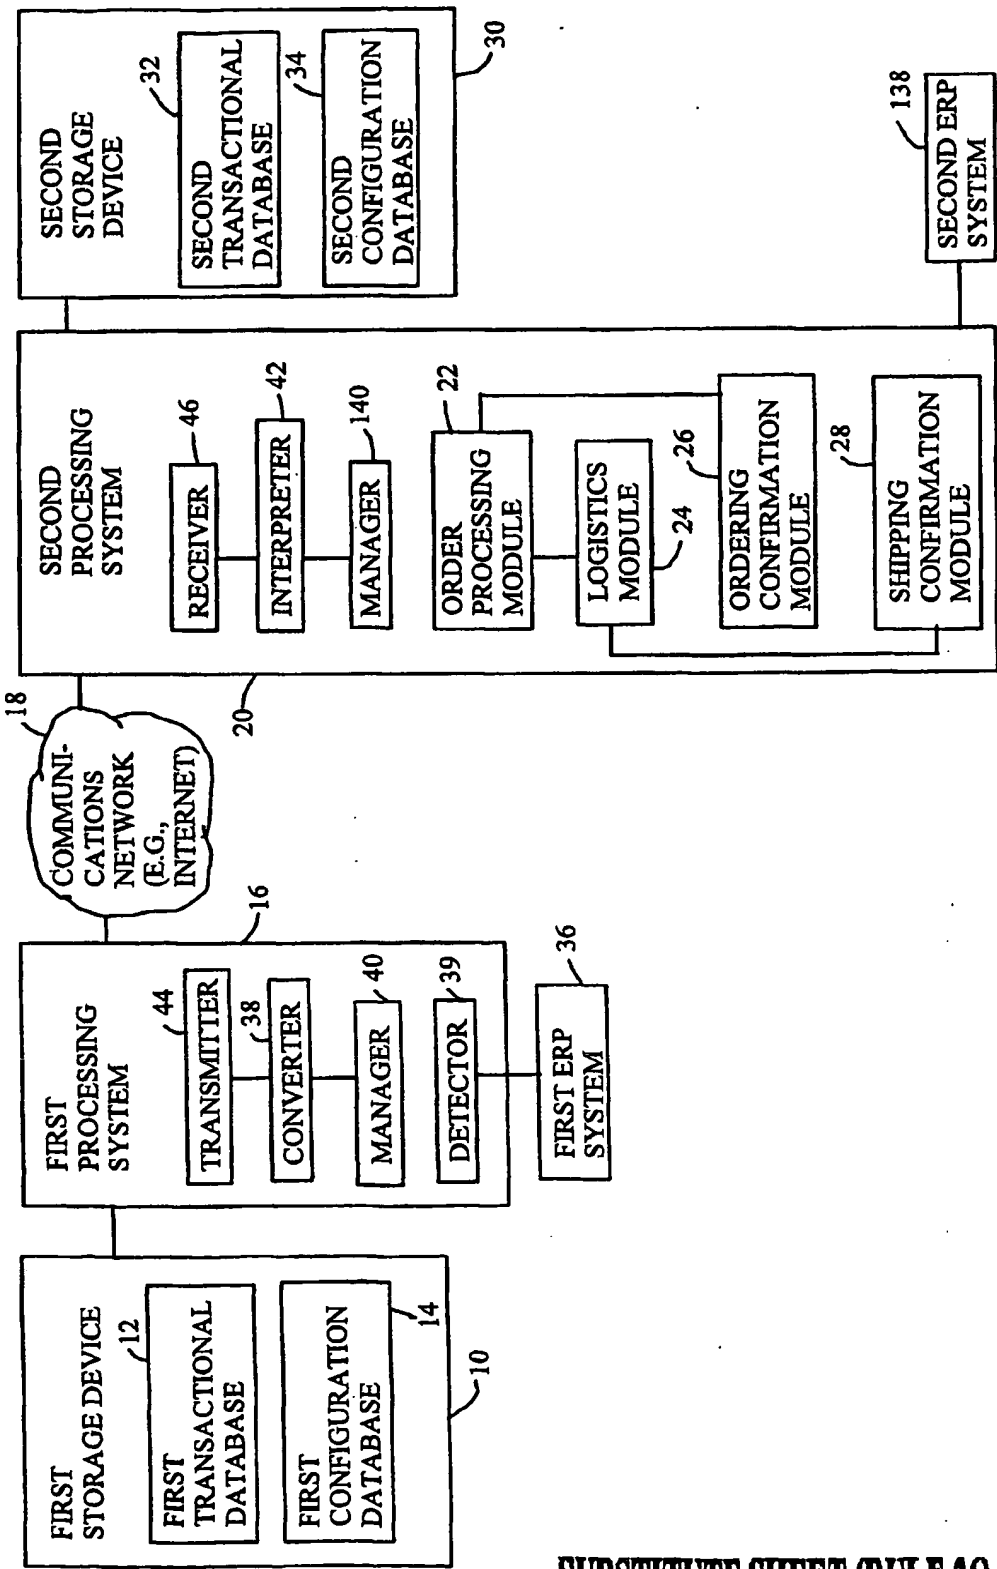 FIRST
STORAGE DEVICE
12
FIRST
TRANSACTIONAL
DATABASE
FIRST
CONFIGURATION
DATABASE
14
10
FIRST
PROCESSING
SYSTEM
44
TRANSMITTER
38
CONVERTER
40
MANAGER
39
DETECTOR
16
36
FIRST ERP
SYSTEM
18
COMMUNI-
CATIONS
NETWORK
(E.G.,
INTERNET)
20
SECOND
PROCESSING
SYSTEM
46
RECEIVER
42
INTERPRETER
140
MANAGER
22
ORDER
PROCESSING
MODULE
LOGISTICS
MODULE
24
26
ORDERING
CONFIRMATION
MODULE
28
SHIPPING
CONFIRMATION
MODULE
SECOND
STORAGE
DEVICE
32
SECOND
TRANSACTIONAL
DATABASE
34
SECOND
CONFIGURATION
DATABASE
30
138
SECOND ERP
SYSTEM